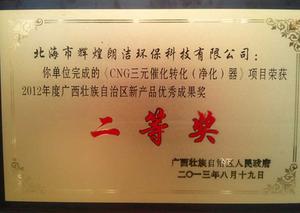 北海市辉煌朗洁环保科技有限公司：
你单位完成的《CNG三元催化转化（净化）器》项目荣获
2012年度广西壮族自治区新产品优秀成果奖
二等奖
广西壮族自治区人民政府
二〇一三年八月十九日